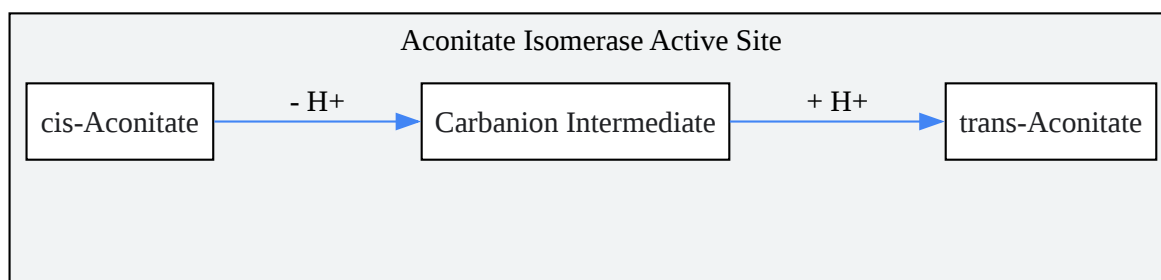 Aconitate Isomerase Active Site
cis-Aconitate
- H+
Carbanion Intermediate
+ H+
trans-Aconitate